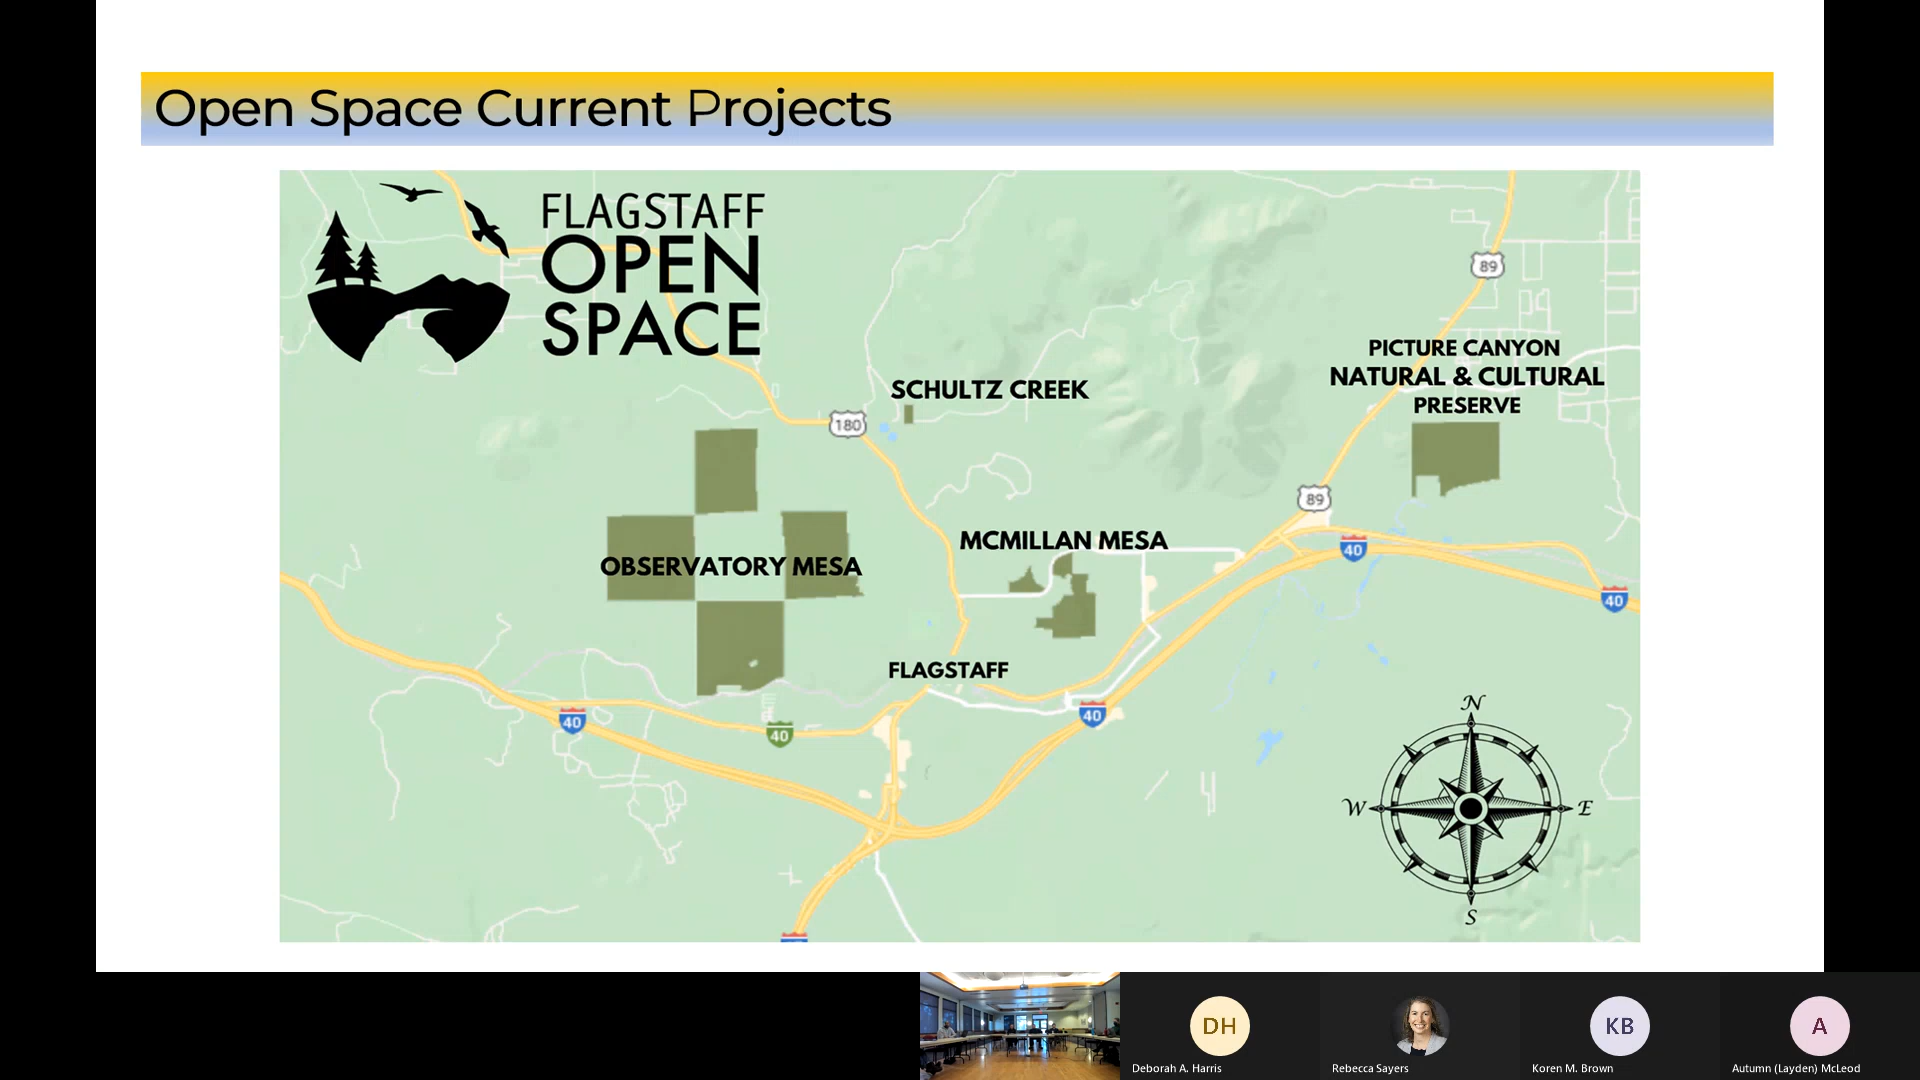 Open Space Current Projects
FLAGSTAFF
OPEN
SPACE
89
PICTURE CANYON
NATURAL & CULTURAL
PRESERVE
SCHULTZ CREEK
180
89
MCMILLAN MESA
40
OBSERVATORY MESA
40
FLAGSTAFF
N
40
40
40
W
E
S
DH
KB
A
Deborah A. Harris
Rebecca Sayers
Koren M. Brown
Autumn (Layden) McLeod